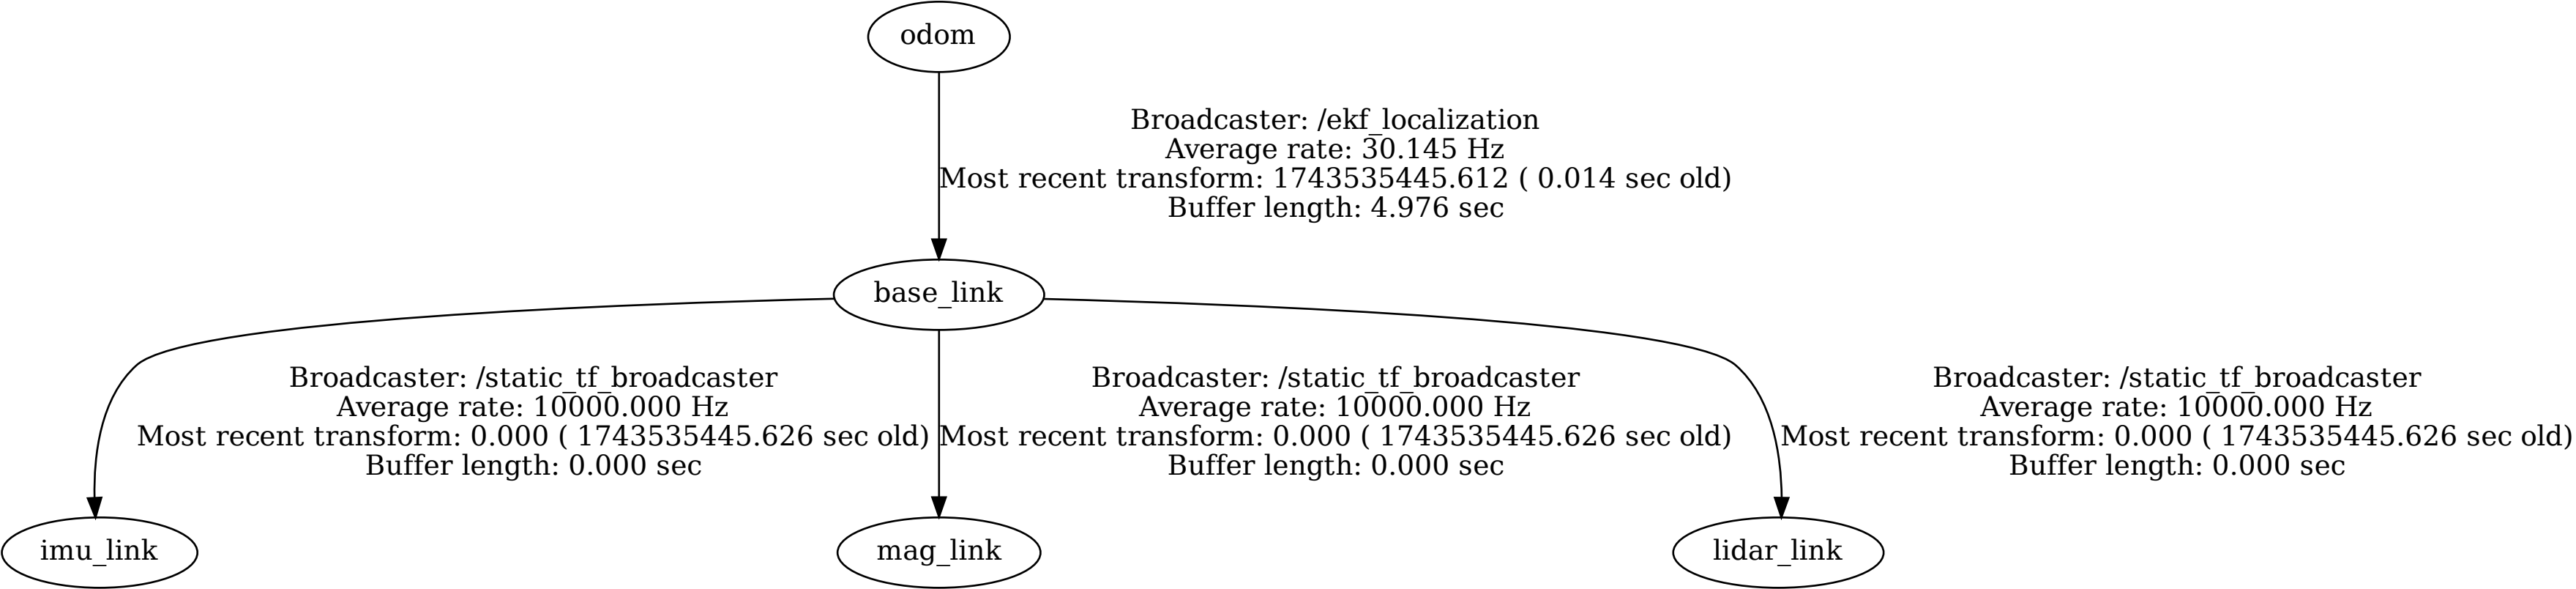 odom
Broadcaster: /ekf_localization
Average rate: 30.145 Hz
Most recent transform: 1743535445.612 ( 0.014 sec old)
Buffer length: 4.976 sec
base_link
Broadcaster: /static_tf_broadcaster
Average rate: 10000.000 Hz
Most recent transform: 0.000 ( 1743535445.626 sec old)
Buffer length: 0.000 sec
Broadcaster: /static_tf_broadcaster
Average rate: 10000.000 Hz
Most recent transform: 0.000 ( 1743535445.626 sec old)
Buffer length: 0.000 sec
Broadcaster: /static_tf_broadcaster
Average rate: 10000.000 Hz
Most recent transform: 0.000 ( 1743535445.626 sec old)
Buffer length: 0.000 sec
imu_link
mag_link
lidar_link